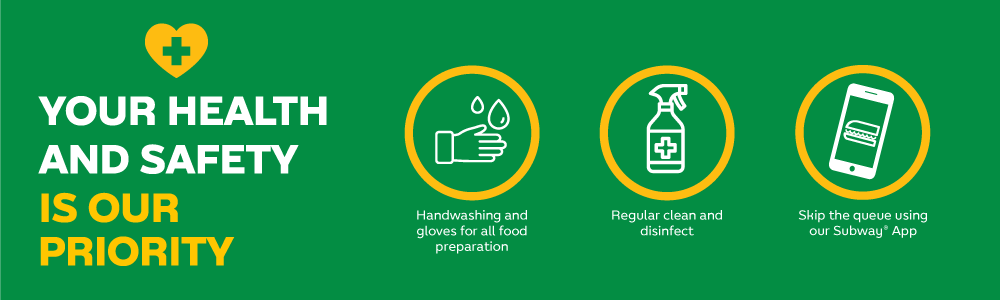 YOUR HEALTH
AND SAFETY
IS OUR
PRIORITY
Handwashing and
gloves for all food
preparation
Regular clean and
disinfect
Skip the queue using
our Subway® App